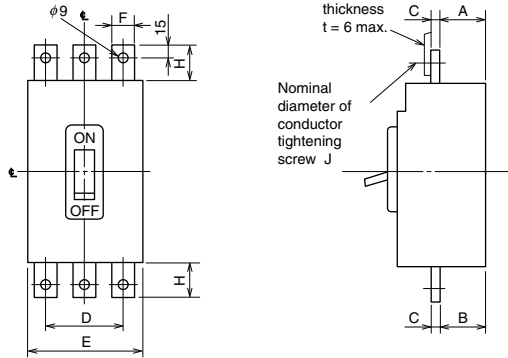 φ9
℄
F
15
H
ON
OFF
℄
H
D
E
thickness
t = 6 max.
C
A
Nominal
diameter of
conductor
tightening
screw J
C
B